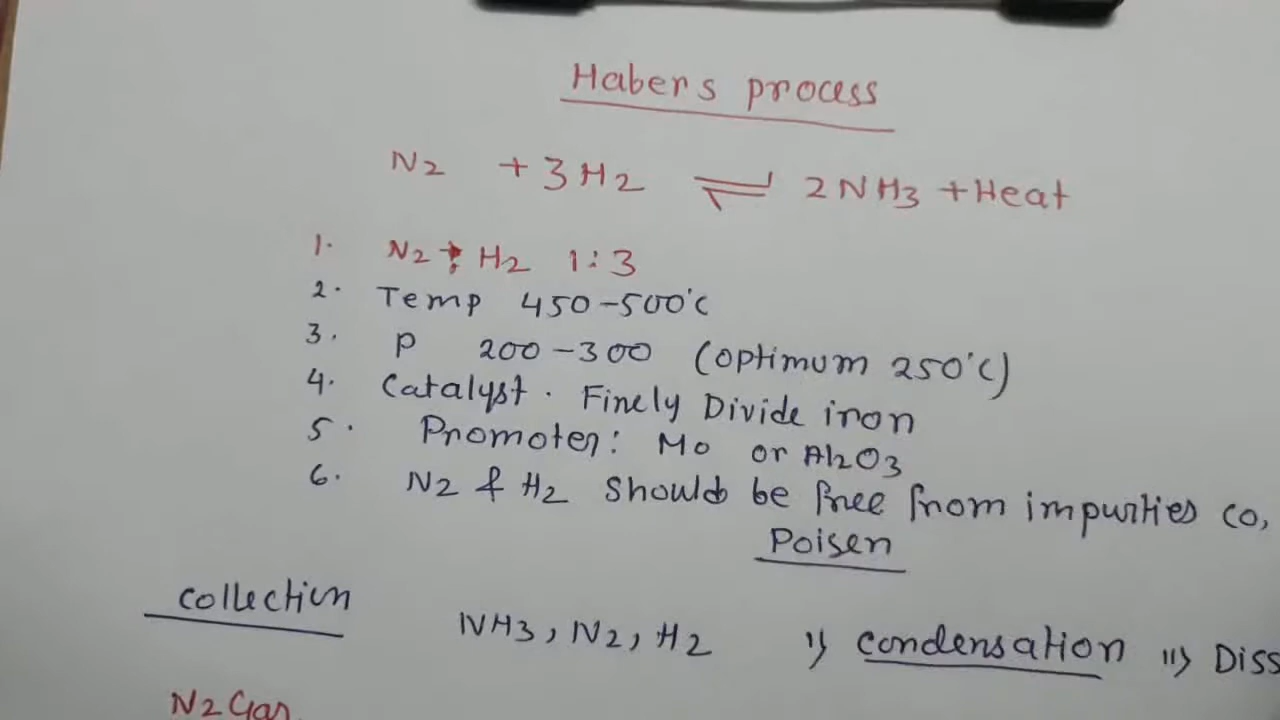 Habers process
N2 + 3H2 ⇌ 2NH3 + Heat
1. N2 : H2 1:3
2. Temp 450-500°C
3. P 200-300 (optimum 250°C)
4. Catalyst. Finely Divide iron
5. Promoter: Mo or Al2O3
6. N2 & H2 should be free from impurties CO,
Poisen
collection
NH3, N2, H2 i) condensation ii) Diss
N2 Gas